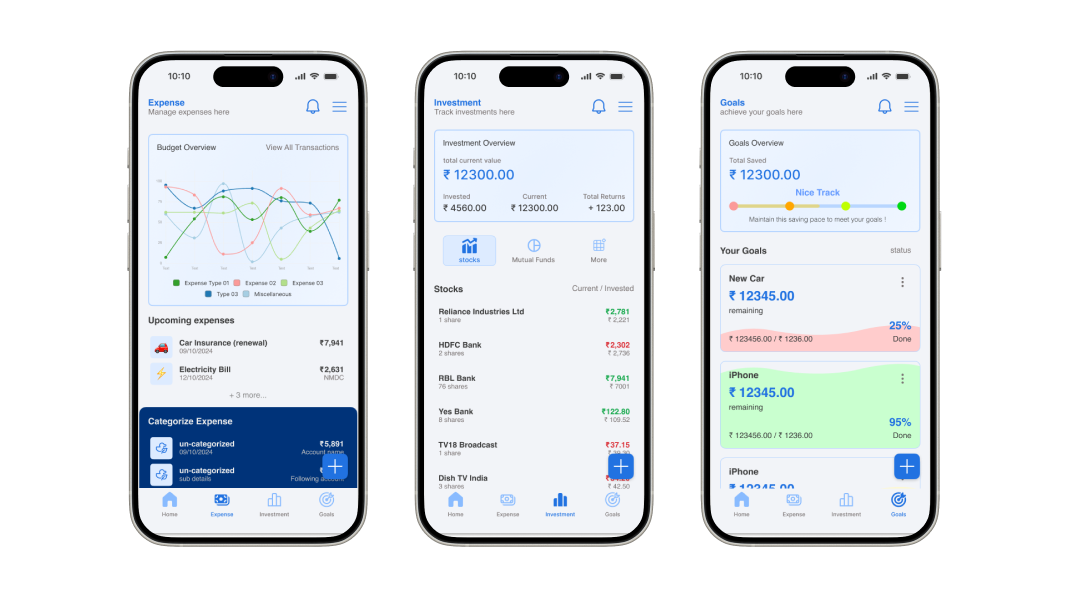 10:10
Expense
Manage expenses here
Budget Overview View All Transactions
Expense Type 01 Expense 02 Expense 03
Type 03 Miscellaneous
Upcoming expenses
Car Insurance (renewal) ₹7,941
09/10/2024
Electricity Bill ₹2,631
12/10/2024 NMDC
+ 3 more...
Categorize Expense
un-categorized ₹5,891
09/10/2024 Account name
un-categorized
sub details Following account
Home Expense Investment Goals
10:10
Investment
Track investments here
Investment Overview
total current value
₹ 12300.00
Invested Current Total Returns
₹ 4560.00 ₹ 12300.00 + 123.00
stocks Mutual Funds More
Stocks Current / Invested
Reliance Industries Ltd ₹2,781
1 share ₹ 2,221
HDFC Bank ₹2,302
2 shares ₹ 2,736
RBL Bank ₹7,941
76 shares ₹ 7001
Yes Bank ₹122.80
8 shares ₹ 109.52
TV18 Broadcast ₹37.15
1 share
Dish TV India
3 shares ₹ 42.50
Home Expense Investment Goals
10:10
Goals
achieve your goals here
Goals Overview
Total Saved
₹ 12300.00
Nice Track
Maintain this saving pace to meet your goals !
Your Goals status
New Car
₹ 12345.00
remaining
25%
₹ 123456.00 / ₹ 1236.00 Done
iPhone
₹ 12345.00
remaining
95%
₹ 123456.00 / ₹ 1236.00 Done
iPhone
₹ 12345.00
Home Expense Investment Goals